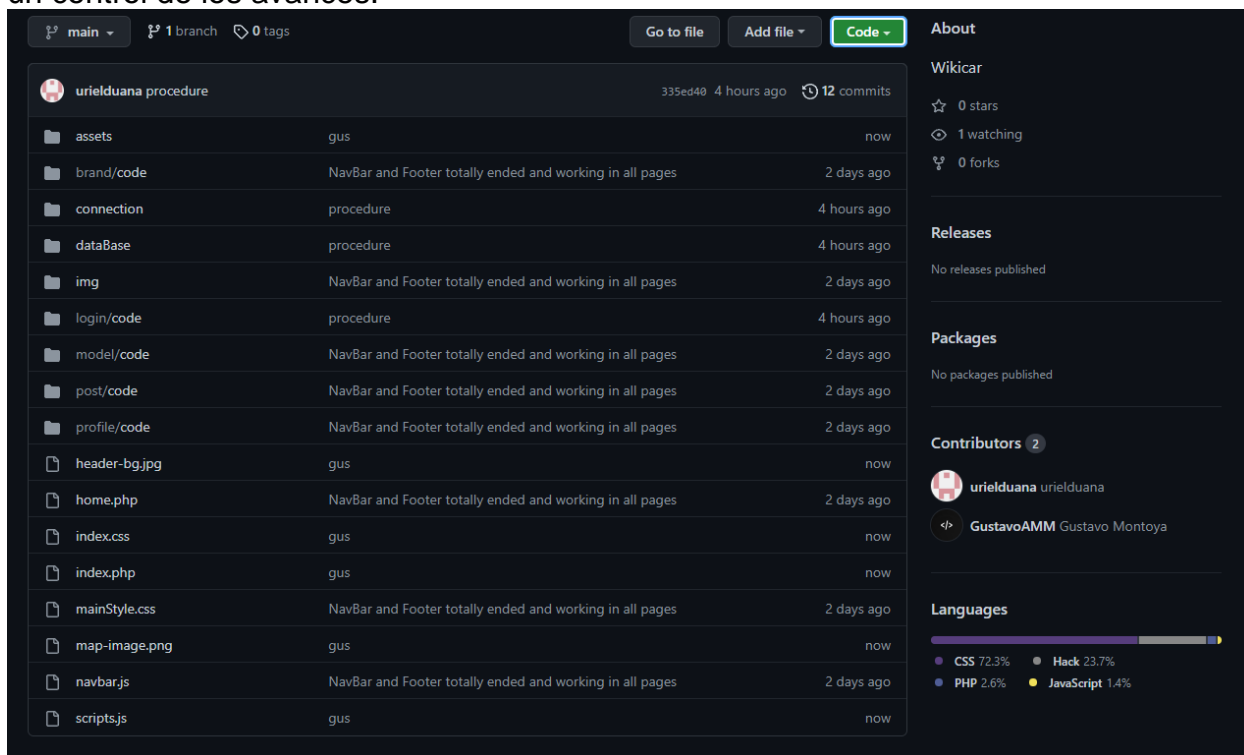 un control de los avances.
main 1 branch 0 tags Go to file Add file Code
urielduana procedure 335ed40 4 hours ago 12 commits
assets gus now
brand/code NavBar and Footer totally ended and working in all pages 2 days ago
connection procedure 4 hours ago
dataBase procedure 4 hours ago
img NavBar and Footer totally ended and working in all pages 2 days ago
login/code procedure 4 hours ago
model/code NavBar and Footer totally ended and working in all pages 2 days ago
post/code NavBar and Footer totally ended and working in all pages 2 days ago
profile/code NavBar and Footer totally ended and working in all pages 2 days ago
header-bg.jpg gus now
home.php NavBar and Footer totally ended and working in all pages 2 days ago
index.css gus now
index.php gus now
mainStyle.css NavBar and Footer totally ended and working in all pages 2 days ago
map-image.png gus now
navbar.js NavBar and Footer totally ended and working in all pages 2 days ago
scripts.js gus now
About
Wikicar
0 stars
1 watching
0 forks
Releases
No releases published
Packages
No packages published
Contributors 2
urielduana urielduana
</> GustavoAMM Gustavo Montoya
Languages
CSS 72.3% Hack 23.7%
PHP 2.6% JavaScript 1.4%